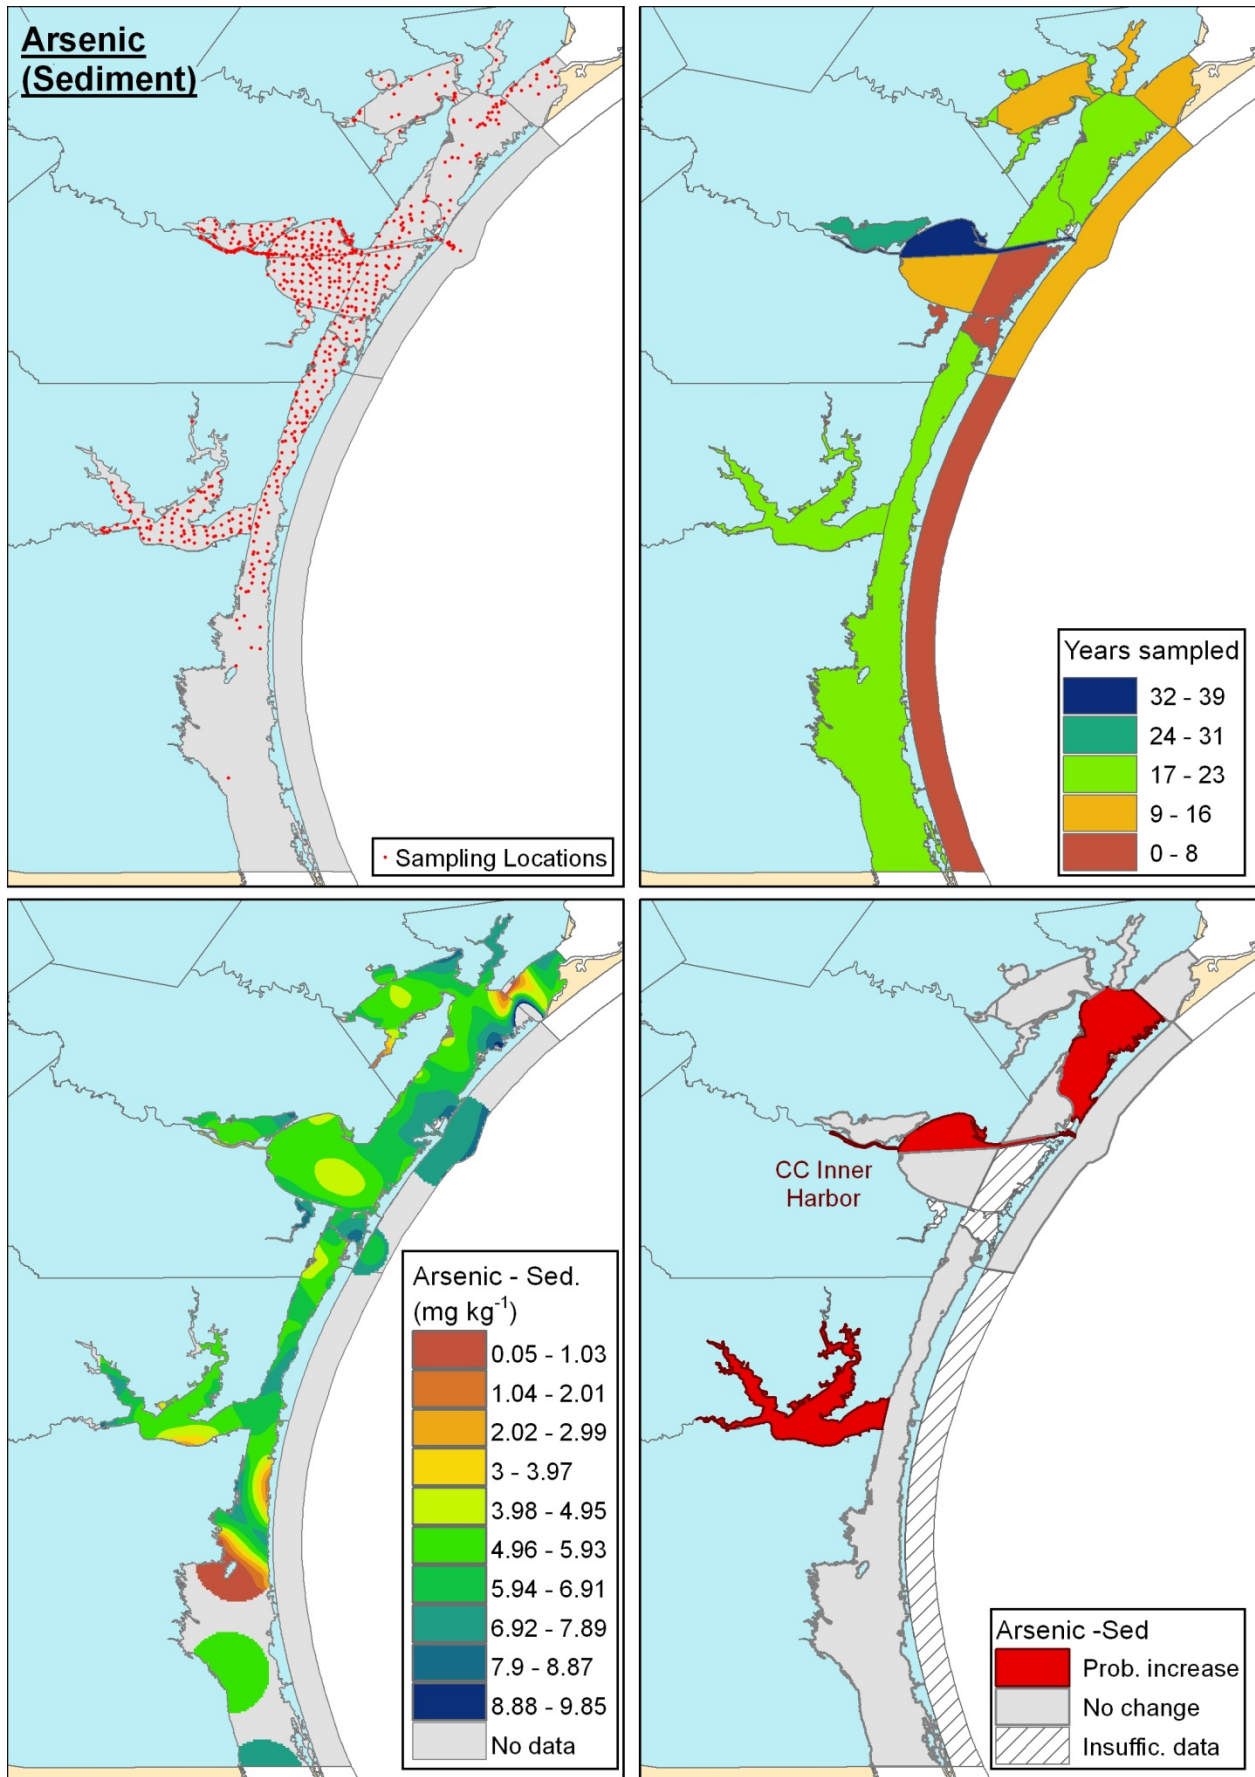 Arsenic
(Sediment)
Sampling Locations
Years sampled
32 - 39
24 - 31
17 - 23
9 - 16
0 - 8
Arsenic - Sed.
(mg kg-1)
0.05 - 1.03
1.04 - 2.01
2.02 - 2.99
3 - 3.97
3.98 - 4.95
4.96 - 5.93
5.94 - 6.91
6.92 - 7.89
7.9 - 8.87
8.88 - 9.85
No data
CC Inner
Harbor
Arsenic -Sed
Prob. increase
No change
Insuffic. data